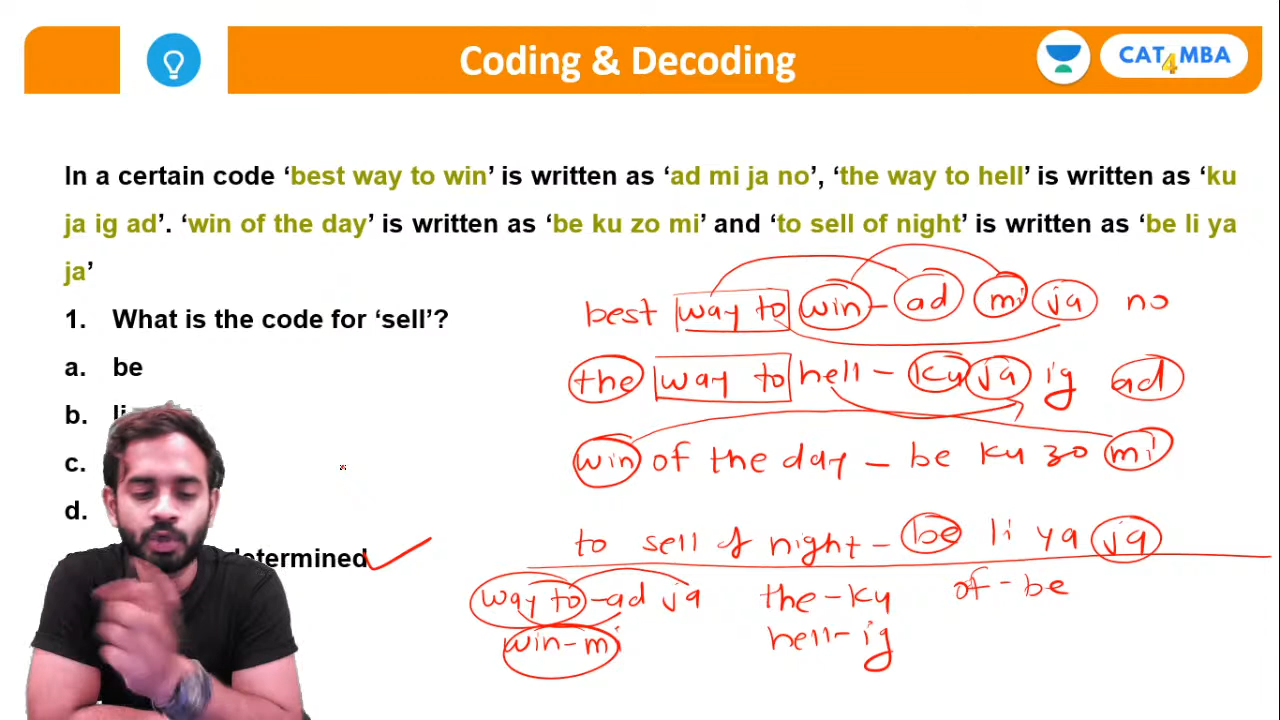 Coding & Decoding
CAT4MBA
In a certain code ‘best way to win’ is written as ‘ad mi ja no’, ‘the way to hell’ is written as ‘ku
ja ig ad’. ‘win of the day’ is written as ‘be ku zo mi’ and ‘to sell of night’ is written as ‘be li ya
ja’
1. What is the code for ‘sell’?
a. be
b.
c.
d.
best way to win - ad mi ja no
the way to hell - ku ja ig ad
win of the day - be ku zo mi
to sell of night - be li ya ja
way to - ad ja the - ku of - be
win - mi hell - ig